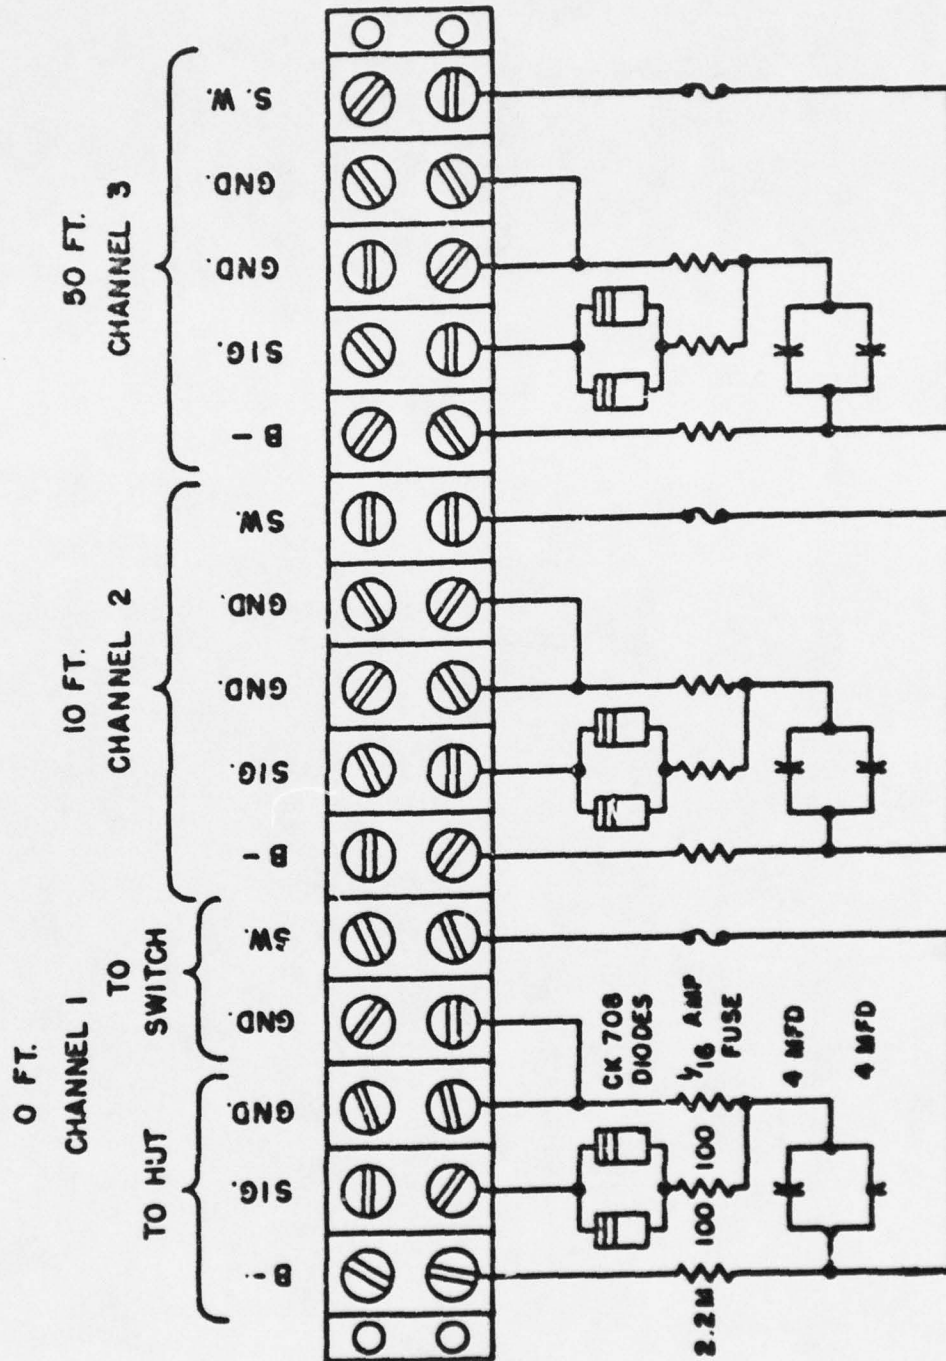 50 FT.
CHANNEL 3
S.W.
GND.
GND.
SIG.
B-
10 FT.
CHANNEL 2
SW.
GND.
GND.
SIG.
B-
0 FT.
CHANNEL 1
TO
SWITCH
SW.
GND.
TO HUT
GND.
SIG.
B-
CK 708
DIODES
1/16 AMP
FUSE
4 MFD
4 MFD
100
100
2.2M